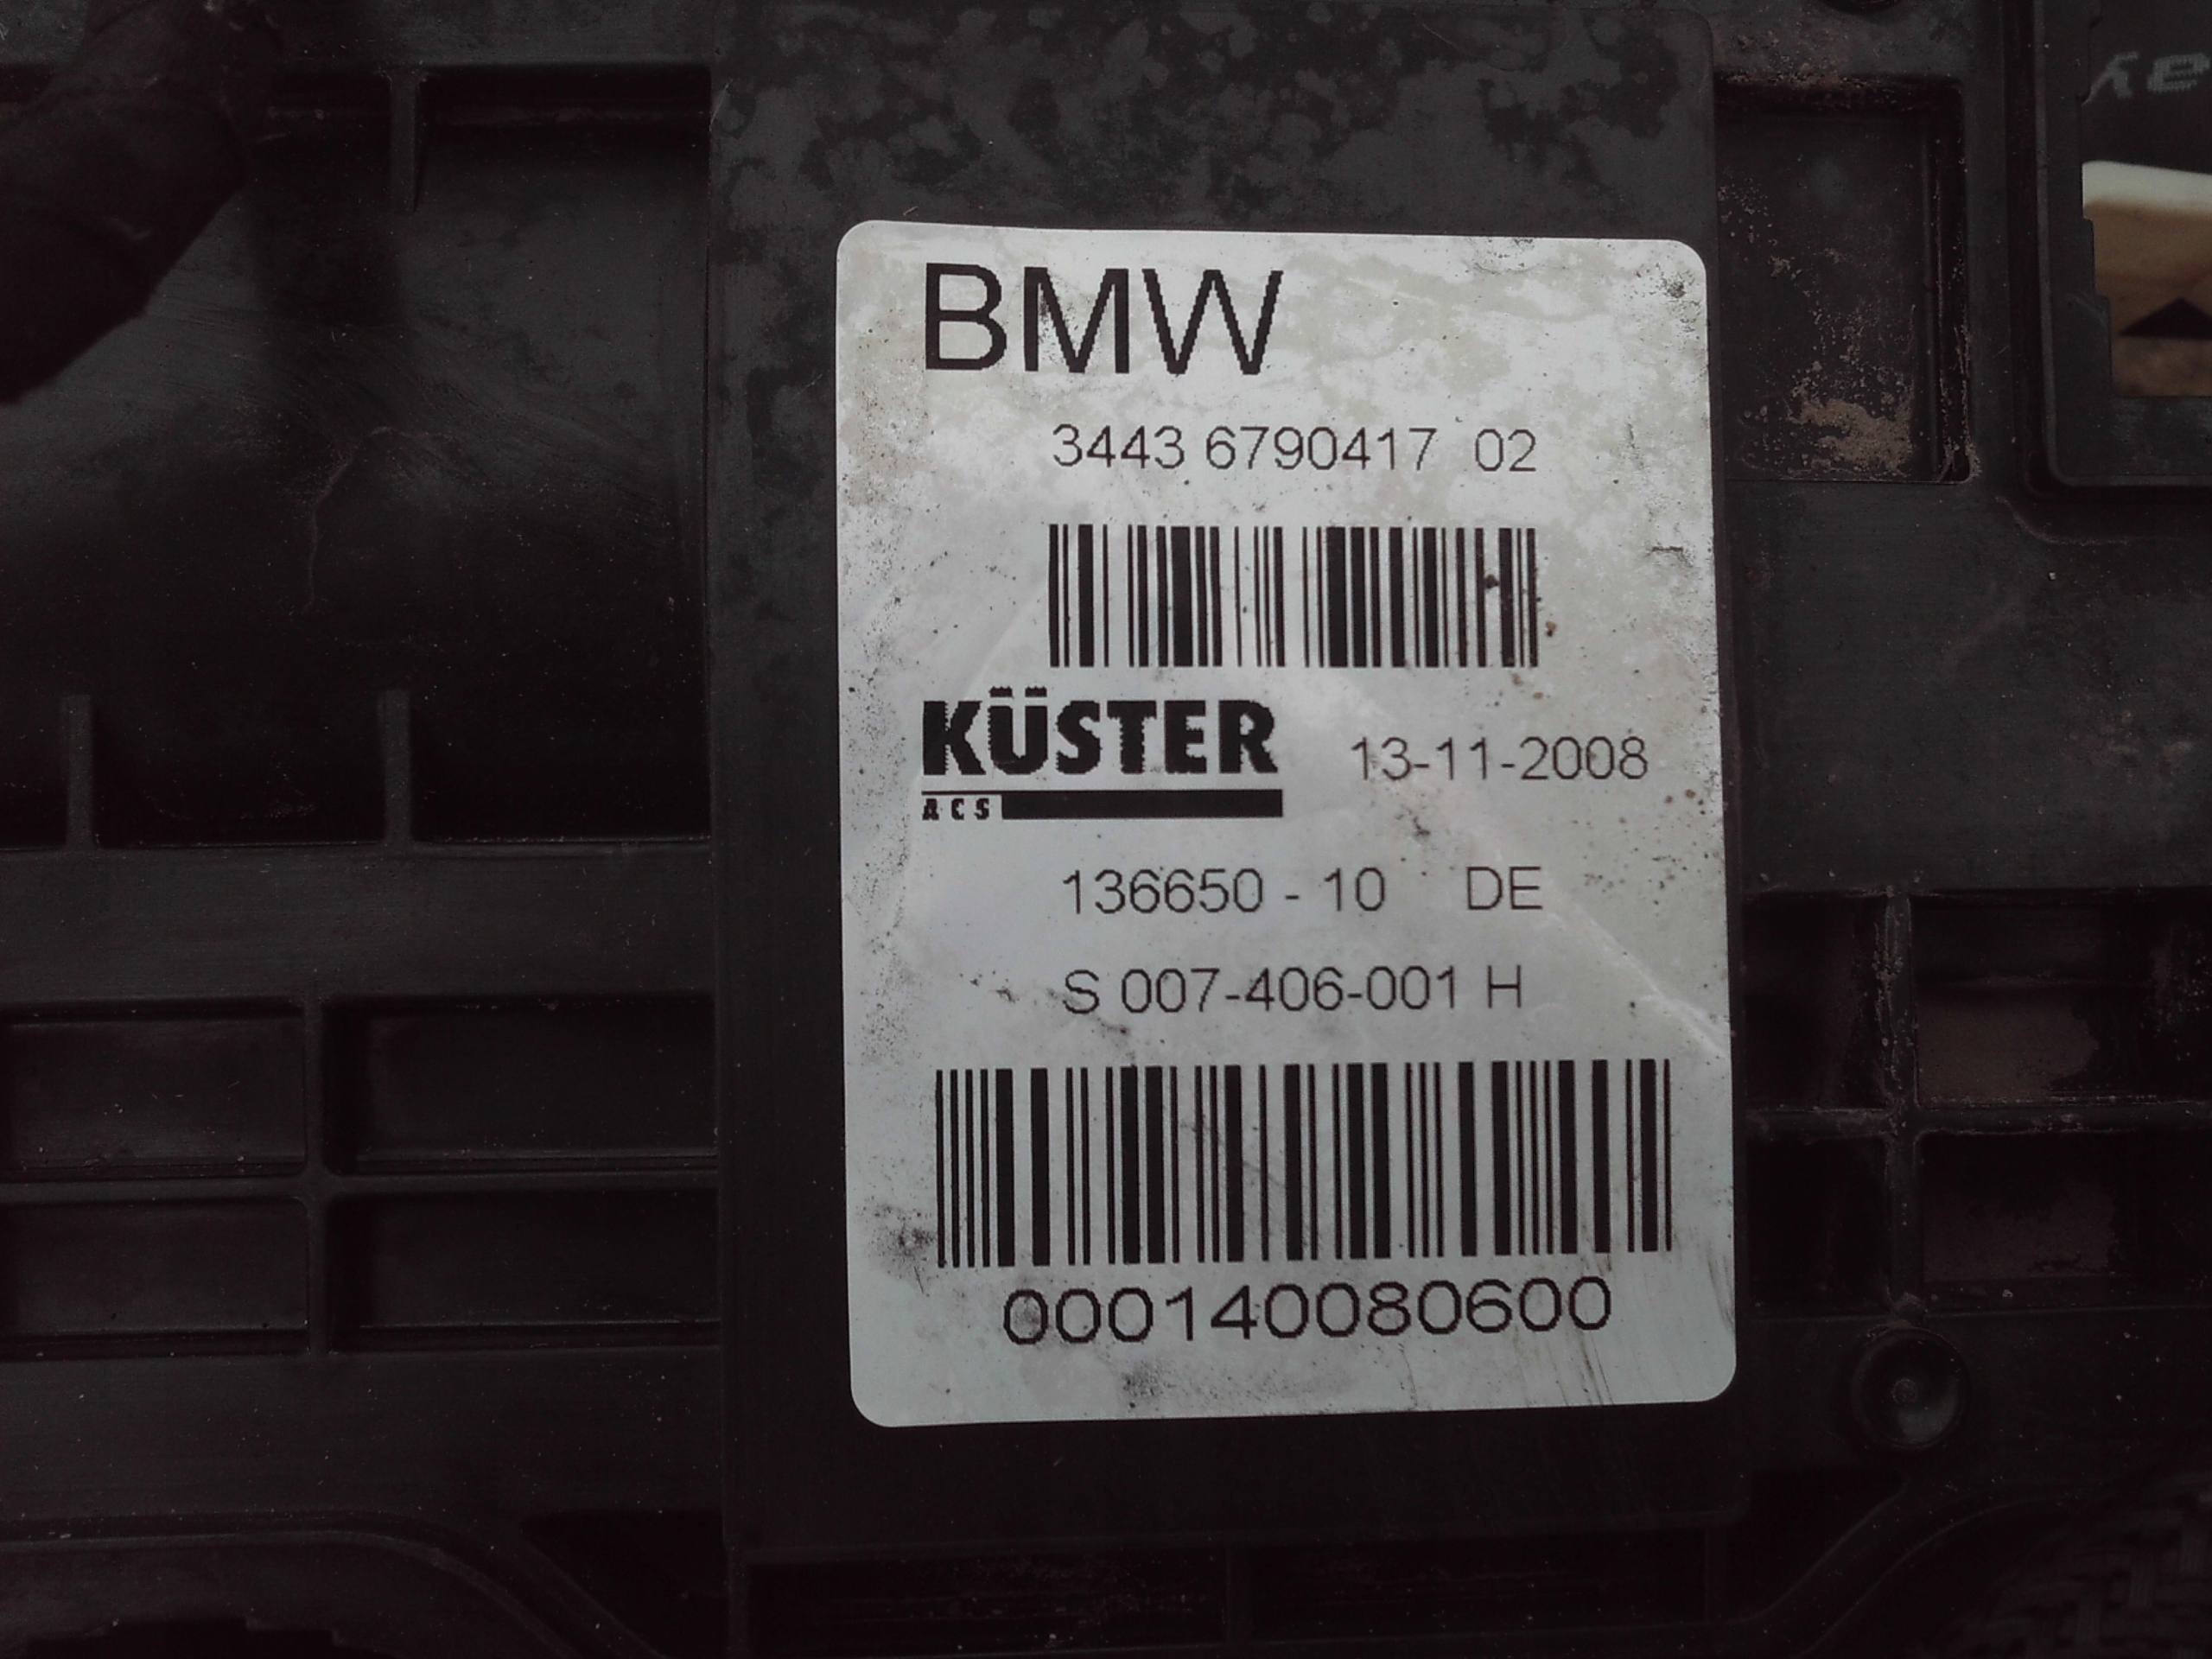 BMW
3443 6790417 02
KÜSTER
ACS
13-11-2008
136650 - 10 DE
S 007-406-001 H
000140080600